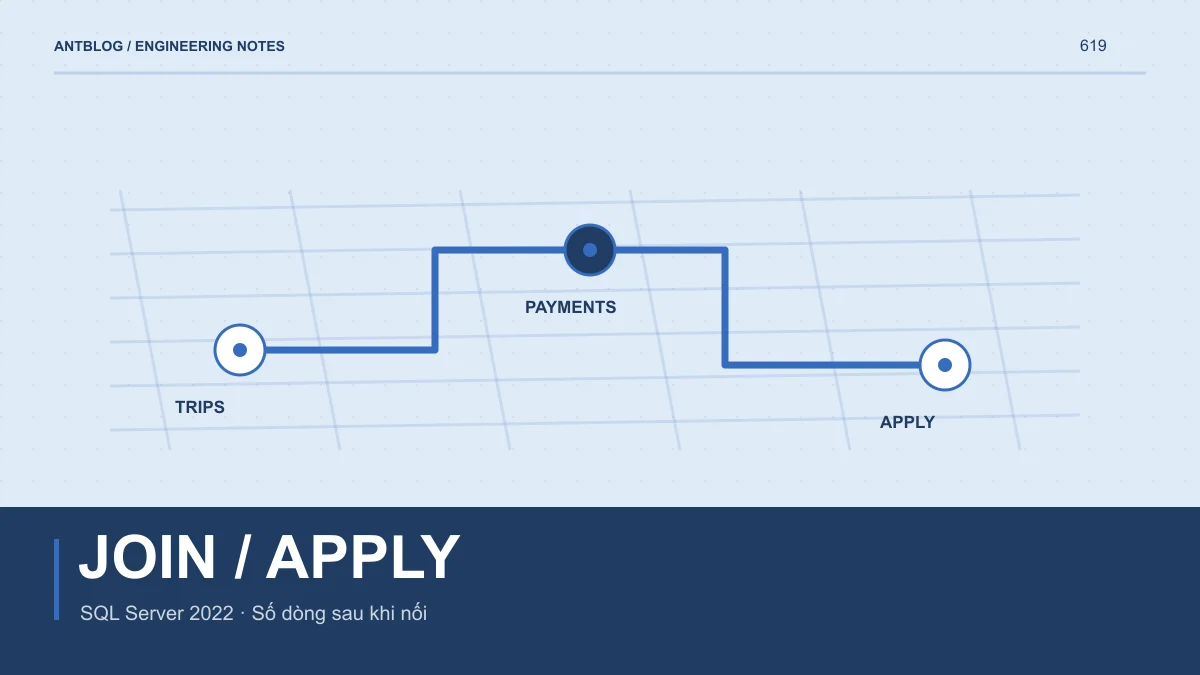 ANTBLOG / ENGINEERING NOTES
619
PAYMENTS
TRIPS
APPLY
JOIN / APPLY
SQL Server 2022 · Số dòng sau khi nối